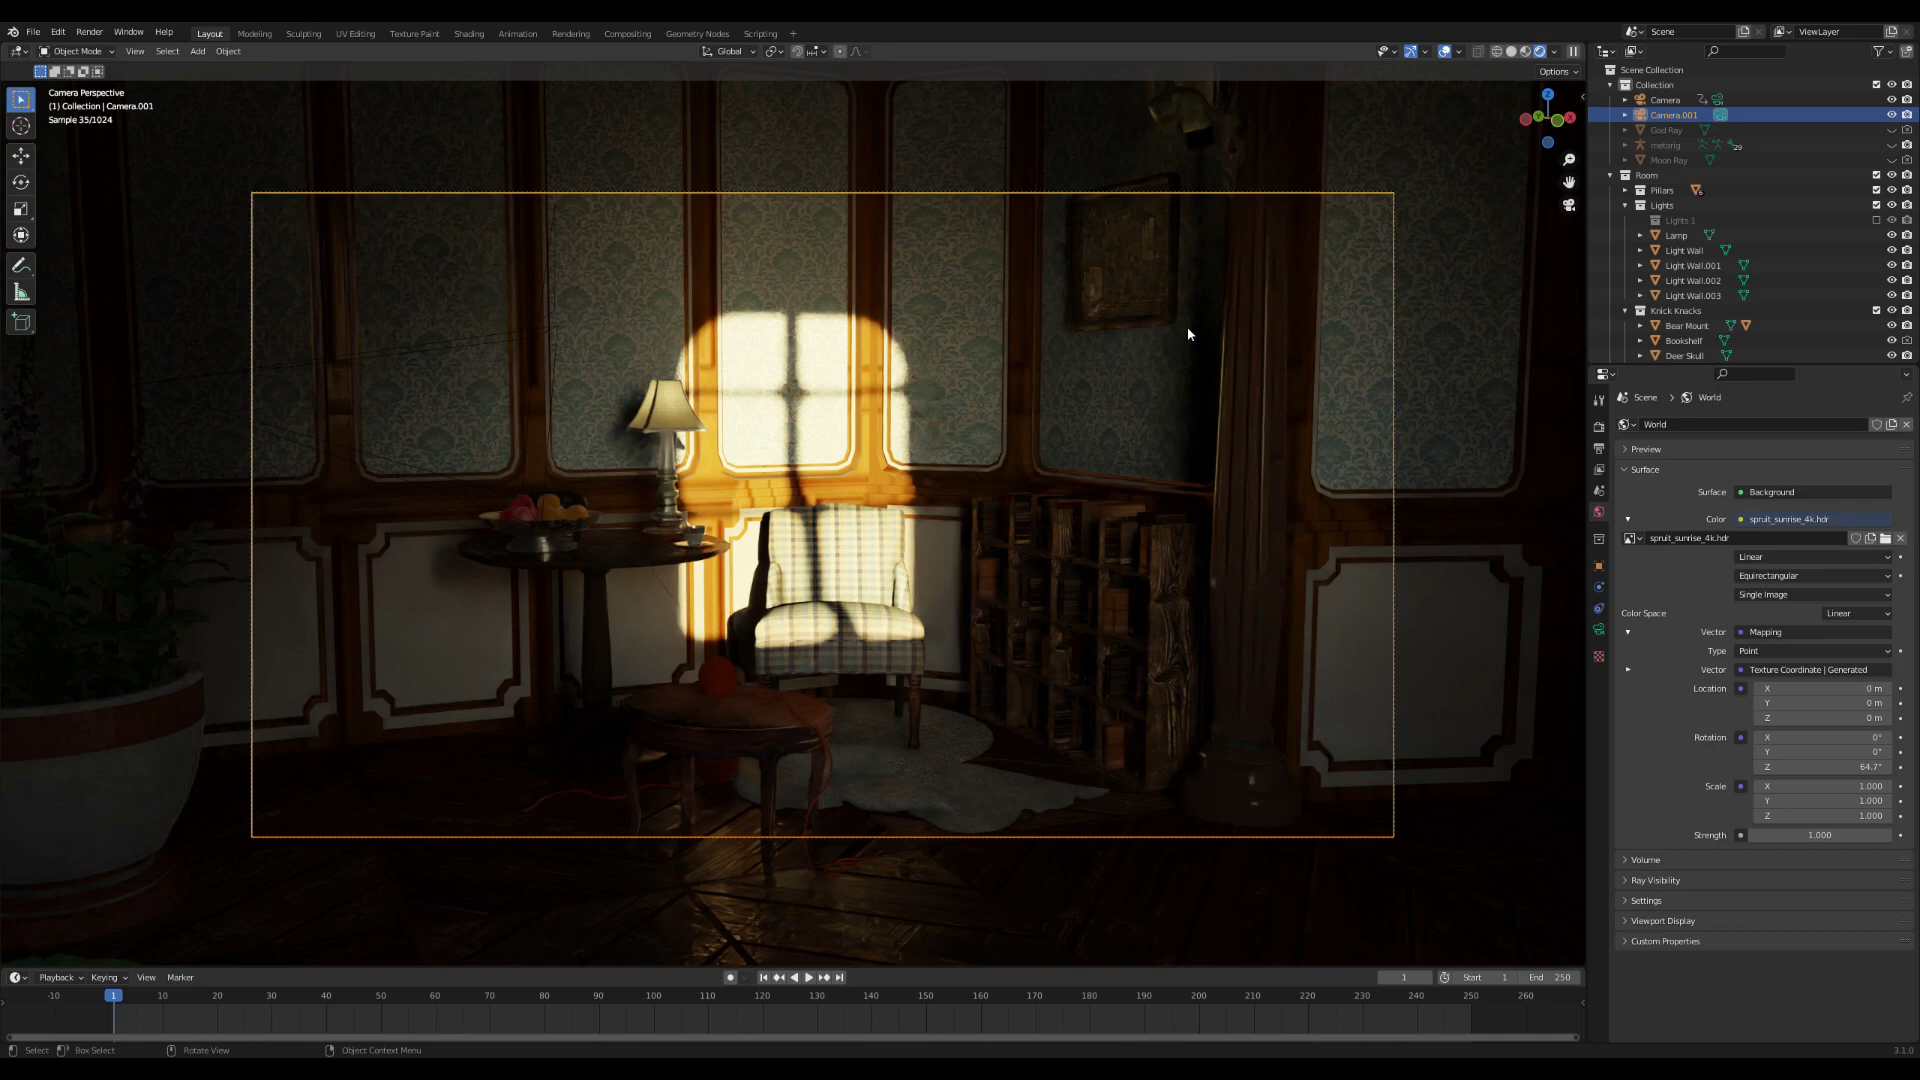 File Edit Render Window Help Layout Modeling Sculpting UV Editing Texture Paint Shading Animation Rendering Compositing Geometry Nodes Scripting + Scene ViewLayer
Object Mode View Select Add Object Global
Options
Camera Perspective
(1) Collection | Camera.001
Sample 35/1024
Z
Y
X
Scene Collection
Collection
Camera
Camera.001
God Ray
metarig 29
Moon Ray
Room
Pillars 6
Lights
Lights 1
Lamp
Light Wall
Light Wall.001
Light Wall.002
Light Wall.003
Knick Knacks
Bear Mount
Bookshelf
Deer Skull
Scene > World
World
Preview
Surface
Surface Background
Color spruit_sunrise_4k.hdr
spruit_sunrise_4k.hdr
Linear
Equirectangular
Single Image
Color Space Linear
Vector Mapping
Type Point
Vector Texture Coordinate | Generated
Location X 0 m
Y 0 m
Z 0 m
Rotation X 0°
Y 0°
Z 64.7°
Scale X 1.000
Y 1.000
Z 1.000
Strength 1.000
Volume
Ray Visibility
Settings
Viewport Display
Custom Properties
Playback Keying View Marker 1 Start 1 End 250
-10 1 10 20 30 40 50 60 70 80 90 100 110 120 130 140 150 160 170 180 190 200 210 220 230 240 250 260
Select Box Select Rotate View Object Context Menu 3.1.0